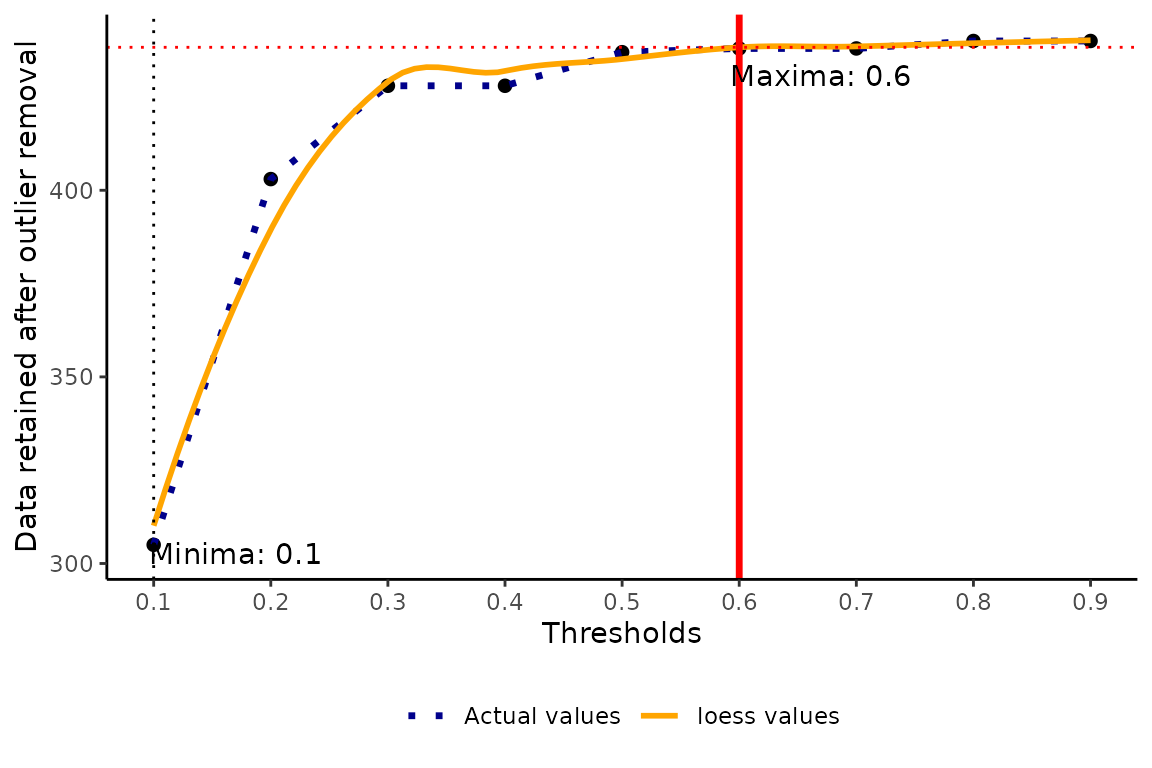 Data retained after outlier removal
400
350
300
Maxima: 0.6
Minima: 0.1
0.1 0.2 0.3 0.4 0.5 0.6 0.7 0.8 0.9
Thresholds
Actual values loess values